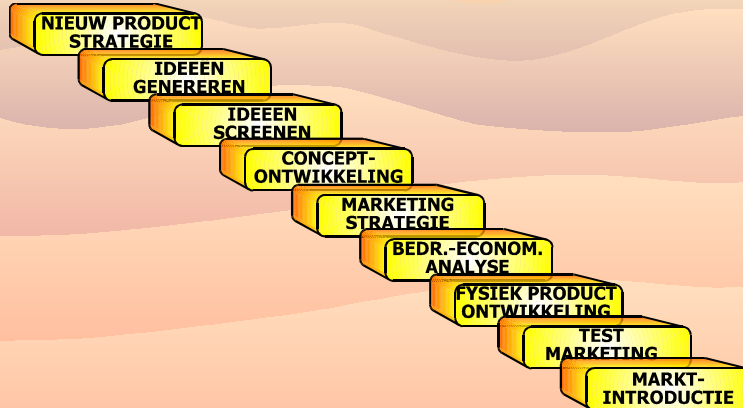 NIEUW PRODUCT
STRATEGIE
IDEEEN
GENEREREN
IDEEEN
SCREENEN
CONCEPT-
ONTWIKKELING
MARKETING
STRATEGIE
BEDR.-ECONOM.
ANALYSE
FYSIEK PRODUCT
ONTWIKKELING
TEST
MARKETING
MARKT-
INTRODUCTIE